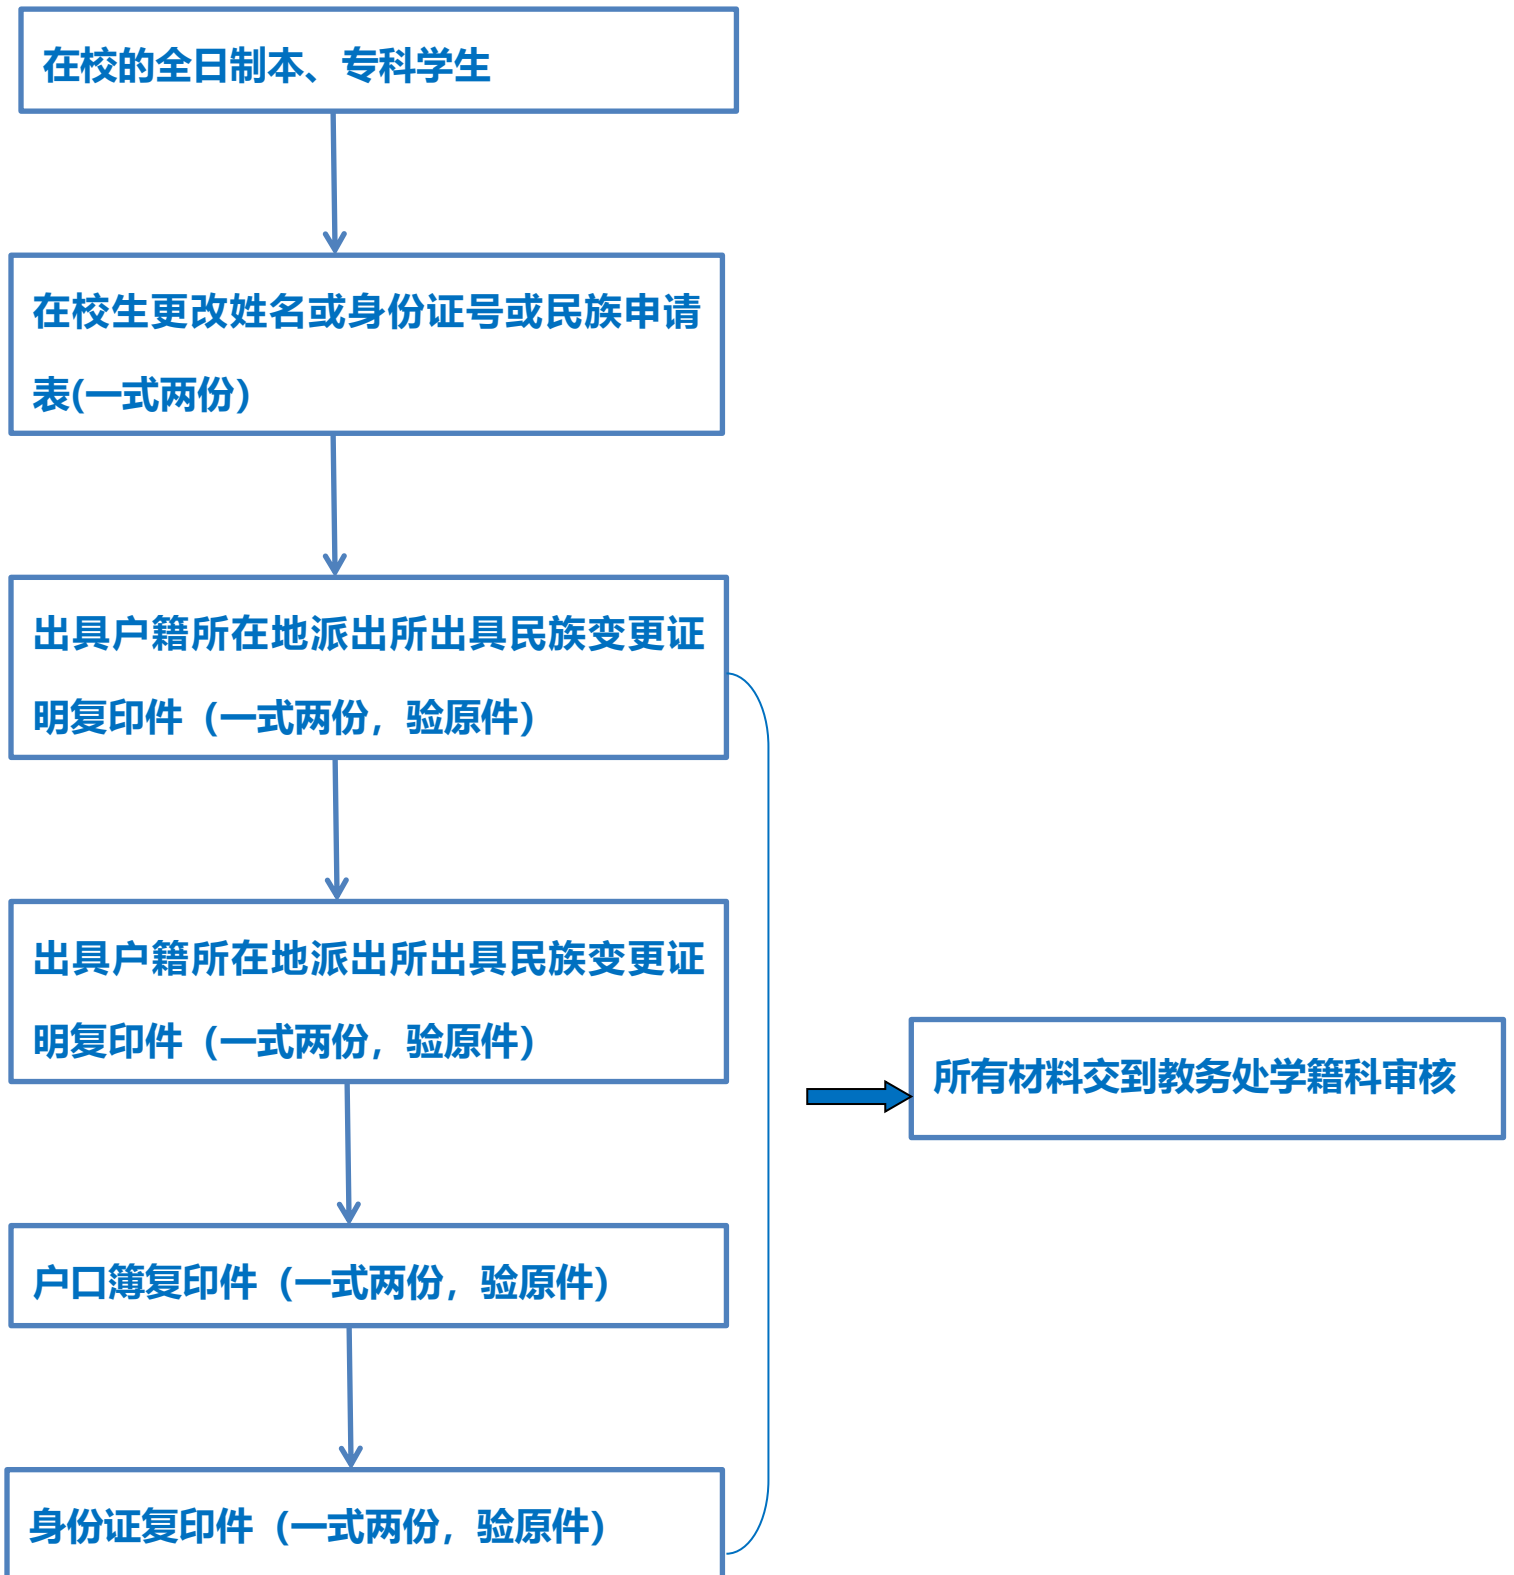 在校的全日制本、专科学生
在校生更改姓名或身份证号或民族申请
表(一式两份）
出具户籍所在地派出所出具民族变更证
明复印件（一式两份，验原件）
出具户籍所在地派出所出具民族变更证
明复印件（一式两份，验原件）
所有材料交到教务处学籍科审核
户口簿复印件（一式两份，验原件）
身份证复印件（一式两份，验原件）